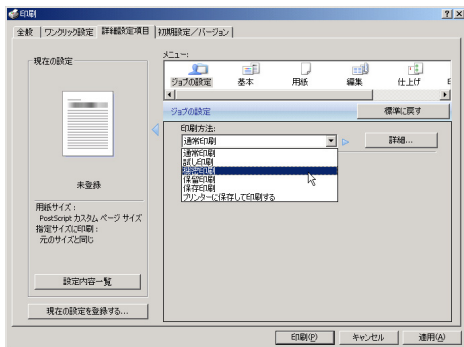 印刷
全般 ワンクリック設定 詳細設定項目 初期設定／バージョン
現在の設定
メニュー:
ジョブの設定 基本 用紙 編集 仕上げ
ジョブの設定 標準に戻す
印刷方法:
通常印刷 詳細...
通常印刷
試し印刷
機密印刷
保留印刷
保存印刷
プリンターに保存して印刷する
未登録
用紙サイズ:
PostScript カスタム ページ サイズ
指定サイズに印刷:
元のサイズと同じ
設定内容一覧
現在の設定を登録する...
印刷(P) キャンセル 適用(A)